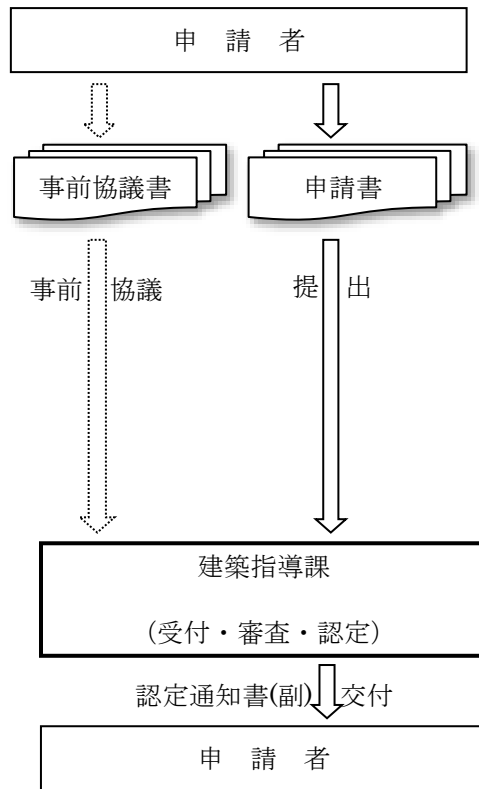 申　請　者
事前協議書
申請書
事前　協議
提　出
建築指導課
（受付・審査・認定）
認定通知書(副)　交付
申　請　者